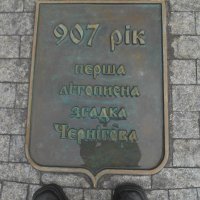 907 рік
перша
літописна
згадка
Чернігова